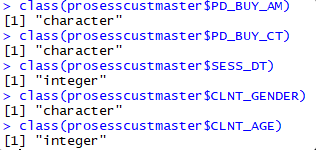 > class(prosesscustmaster$PD_BUY_AM)
[1] "character"
> class(prosesscustmaster$PD_BUY_CT)
[1] "character"
> class(prosesscustmaster$SESS_DT)
[1] "integer"
> class(prosesscustmaster$CLNT_GENDER)
[1] "character"
> class(prosesscustmaster$CLNT_AGE)
[1] "integer"